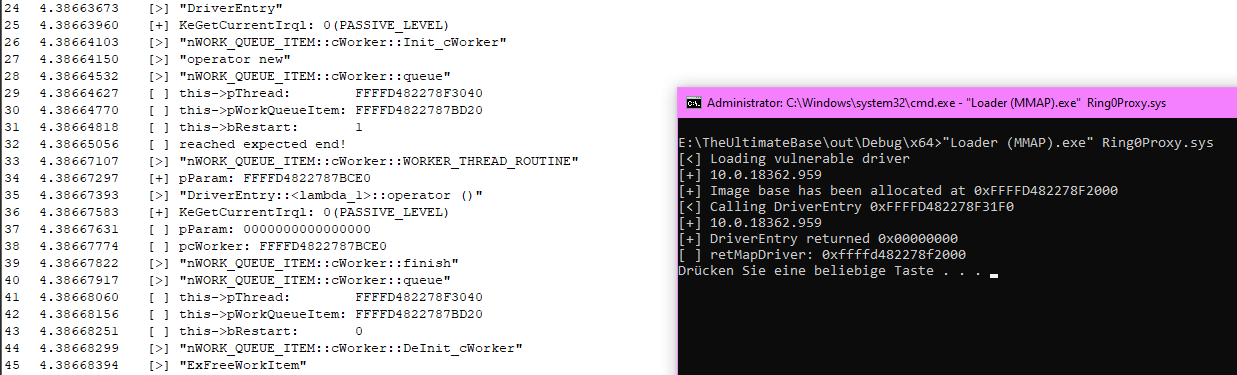 24 4.38663673 [>] "DriverEntry"
25 4.38663960 [+] KeGetCurrentIrql: 0(PASSIVE_LEVEL)
26 4.38664103 [>] "nWORK_QUEUE_ITEM::cWorker::Init_cWorker"
27 4.38664150 [>] "operator new"
28 4.38664532 [>] "nWORK_QUEUE_ITEM::cWorker::queue"
29 4.38664627 [ ] this->pThread: FFFFD482278F3040
30 4.38664770 [ ] this->pWorkQueueItem: FFFFD4822787BD20
31 4.38664818 [ ] this->bRestart: 1
32 4.38665056 [ ] reached expected end!
33 4.38667107 [>] "nWORK_QUEUE_ITEM::cWorker::WORKER_THREAD_ROUTINE"
34 4.38667297 [+] pParam: FFFFD4822787BCE0
35 4.38667393 [>] "DriverEntry::<lambda_1>::operator ()"
36 4.38667583 [+] KeGetCurrentIrql: 0(PASSIVE_LEVEL)
37 4.38667631 [ ] pParam: 0000000000000000
38 4.38667774 [ ] pcWorker: FFFFD4822787BCE0
39 4.38667822 [>] "nWORK_QUEUE_ITEM::cWorker::finish"
40 4.38667917 [>] "nWORK_QUEUE_ITEM::cWorker::queue"
41 4.38668060 [ ] this->pThread: FFFFD482278F3040
42 4.38668156 [ ] this->pWorkQueueItem: FFFFD4822787BD20
43 4.38668251 [ ] this->bRestart: 0
44 4.38668299 [>] "nWORK_QUEUE_ITEM::cWorker::DeInit_cWorker"
45 4.38668394 [>] "ExFreeWorkItem"
Administrator: C:\Windows\system32\cmd.exe - "Loader (MMAP).exe" Ring0Proxy.sys
E:\TheUltimateBase\out\Debug\x64>"Loader (MMAP).exe" Ring0Proxy.sys
[<] Loading vulnerable driver
[+] 10.0.18362.959
[+] Image base has been allocated at 0xFFFFD482278F2000
[<] Calling DriverEntry 0xFFFFD482278F31F0
[+] 10.0.18362.959
[+] DriverEntry returned 0x00000000
[ ] retMapDriver: 0xffffd482278f2000
Drücken Sie eine beliebige Taste . . .